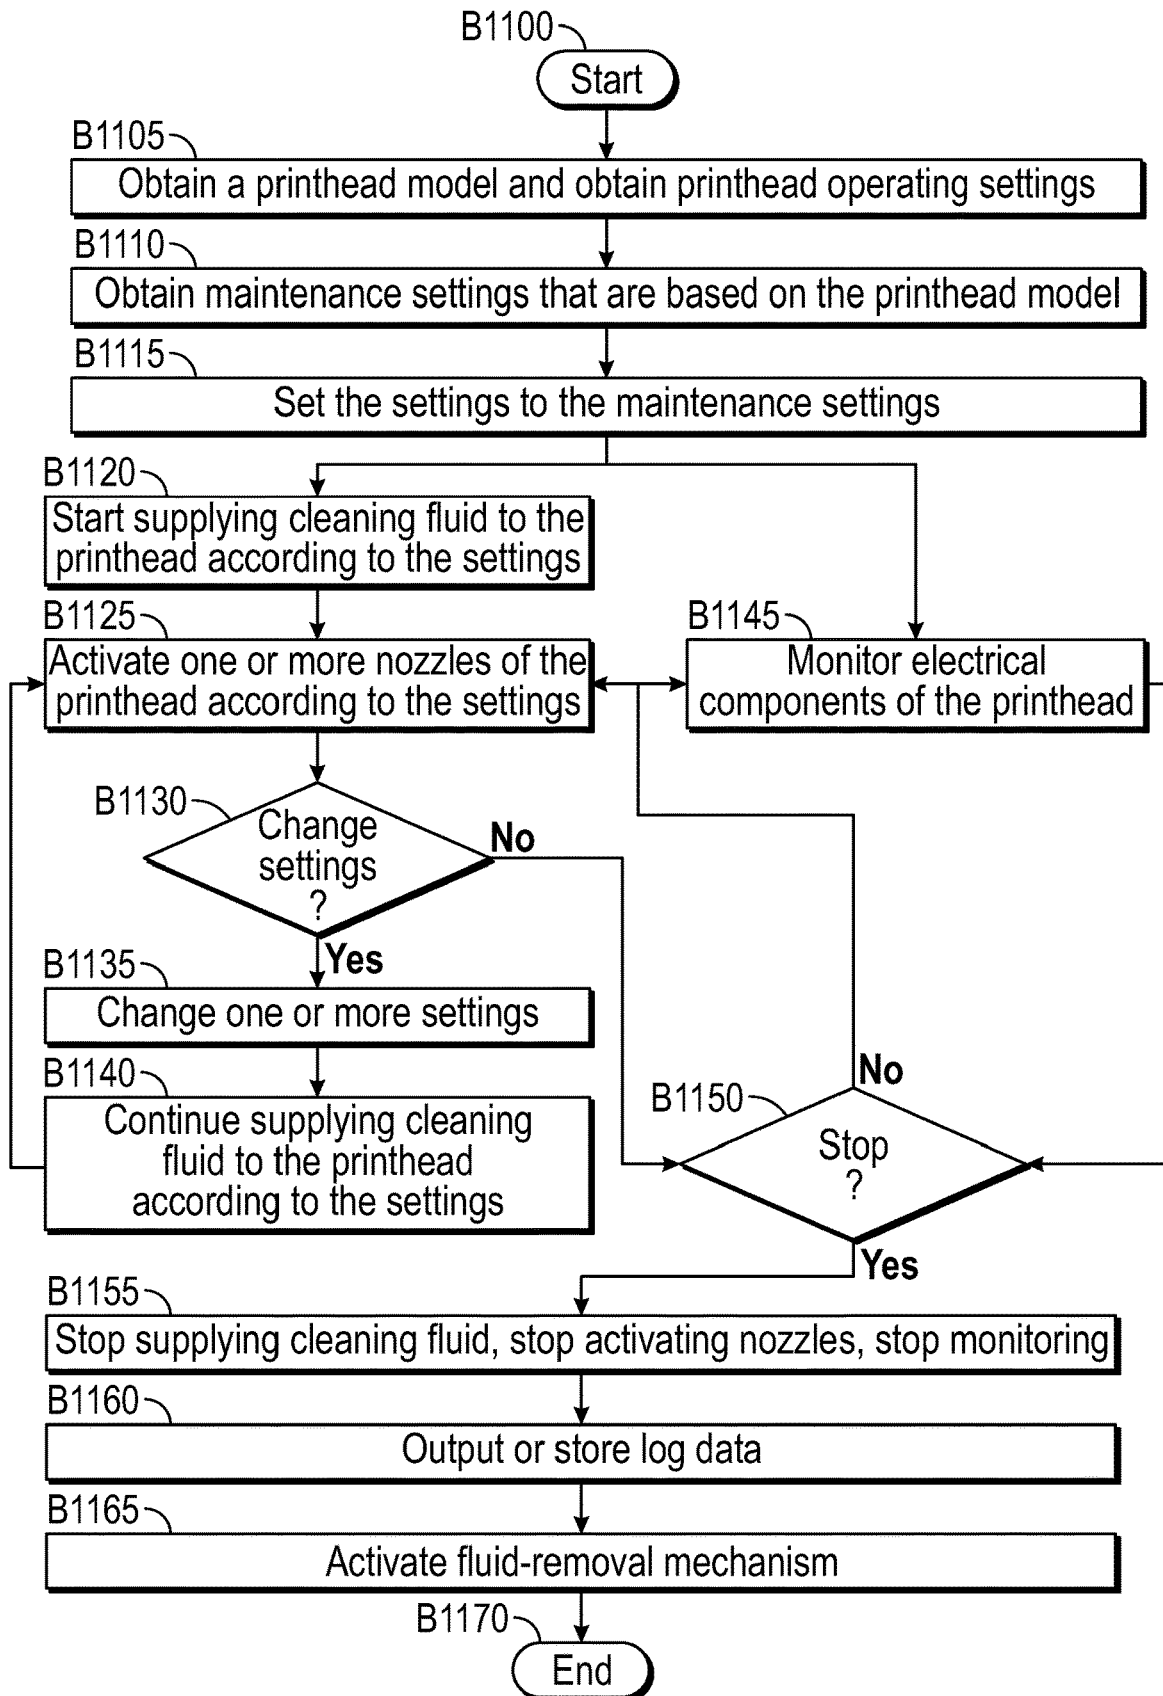 B1100
Start
B1105
Obtain a printhead model and obtain printhead operating settings
B1110
Obtain maintenance settings that are based on the printhead model
B1115
Set the settings to the maintenance settings
B1120
Start supplying cleaning fluid to the
printhead according to the settings
B1125
Activate one or more nozzles of the
printhead according to the settings
B1145
Monitor electrical
components of the printhead
B1130
Change
settings
?
No
Yes
B1135
Change one or more settings
B1140
Continue supplying cleaning
fluid to the printhead
according to the settings
No
B1150
Stop
?
Yes
B1155
Stop supplying cleaning fluid, stop activating nozzles, stop monitoring
B1160
Output or store log data
B1165
Activate fluid-removal mechanism
B1170
End